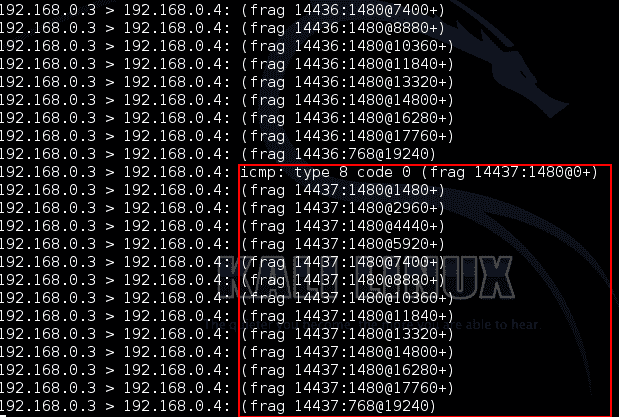 192.168.0.3 > 192.168.0.4: (frag 14436:1480@7400+)
192.168.0.3 > 192.168.0.4: (frag 14436:1480@8880+)
192.168.0.3 > 192.168.0.4: (frag 14436:1480@10360+)
192.168.0.3 > 192.168.0.4: (frag 14436:1480@11840+)
192.168.0.3 > 192.168.0.4: (frag 14436:1480@13320+)
192.168.0.3 > 192.168.0.4: (frag 14436:1480@14800+)
192.168.0.3 > 192.168.0.4: (frag 14436:1480@16280+)
192.168.0.3 > 192.168.0.4: (frag 14436:1480@17760+)
192.168.0.3 > 192.168.0.4: (frag 14436:768@19240)
192.168.0.3 > 192.168.0.4: icmp: type 8 code 0 (frag 14437:1480@0+)
192.168.0.3 > 192.168.0.4: (frag 14437:1480@1480+)
192.168.0.3 > 192.168.0.4: (frag 14437:1480@2960+)
192.168.0.3 > 192.168.0.4: (frag 14437:1480@4440+)
192.168.0.3 > 192.168.0.4: (frag 14437:1480@5920+)
192.168.0.3 > 192.168.0.4: (frag 14437:1480@7400+)
192.168.0.3 > 192.168.0.4: (frag 14437:1480@8880+)
KALI LINUX
192.168.0.3 > 192.168.0.4: (frag 14437:1480@10360+)
192.168.0.3 > 192.168.0.4: (frag 14437:1480@11840+)
are able to hear.
192.168.0.3 > 192.168.0.4: (frag 14437:1480@13320+)
192.168.0.3 > 192.168.0.4: (frag 14437:1480@14800+)
192.168.0.3 > 192.168.0.4: (frag 14437:1480@16280+)
192.168.0.3 > 192.168.0.4: (frag 14437:1480@17760+)
192.168.0.3 > 192.168.0.4: (frag 14437:768@19240)